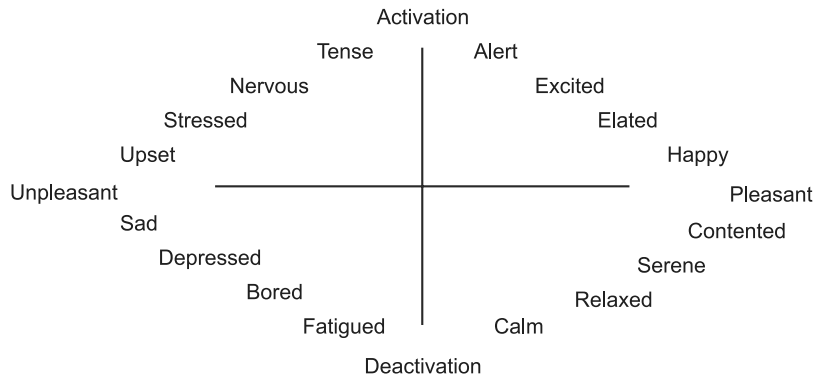 Activation
Tense Alert
Nervous Excited
Stressed Elated
Upset Happy
Unpleasant Pleasant
Sad Contented
Depressed Serene
Bored Relaxed
Fatigued Calm
Deactivation